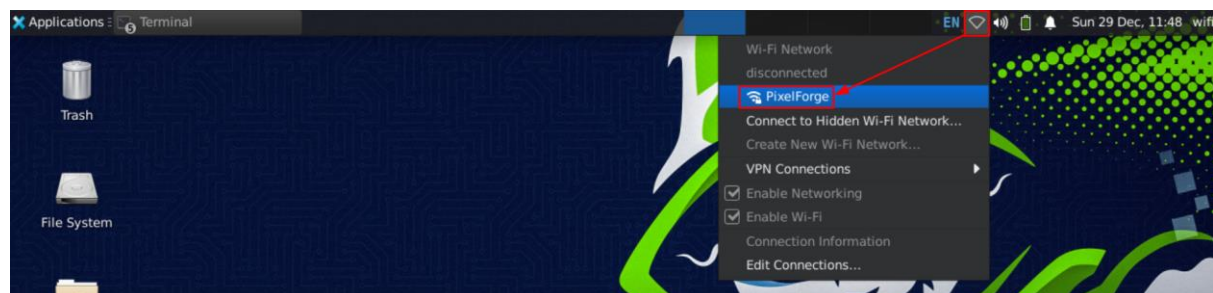 Applications Terminal EN Sun 29 Dec, 11:48 wifi
5
Trash
File System
Wi-Fi Network
disconnected
PixelForge
Connect to Hidden Wi-Fi Network...
Create New Wi-Fi Network...
VPN Connections
Enable Networking
Enable Wi-Fi
Connection Information
Edit Connections...